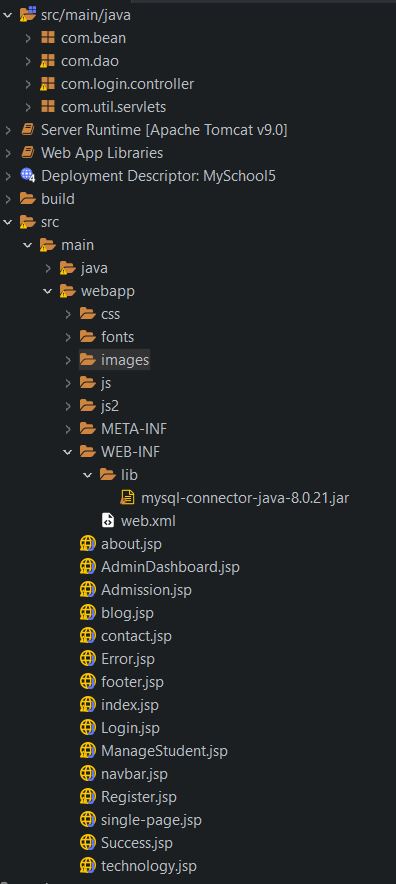 src/main/java
com.bean
com.dao
com.login.controller
com.util.servlets
Server Runtime [Apache Tomcat v9.0]
Web App Libraries
Deployment Descriptor: MySchool5
build
src
main
java
webapp
css
fonts
images
js
js2
META-INF
WEB-INF
lib
mysql-connector-java-8.0.21.jar
web.xml
about.jsp
AdminDashboard.jsp
Admission.jsp
blog.jsp
contact.jsp
Error.jsp
footer.jsp
index.jsp
Login.jsp
ManageStudent.jsp
navbar.jsp
Register.jsp
single-page.jsp
Success.jsp
technology.jsp